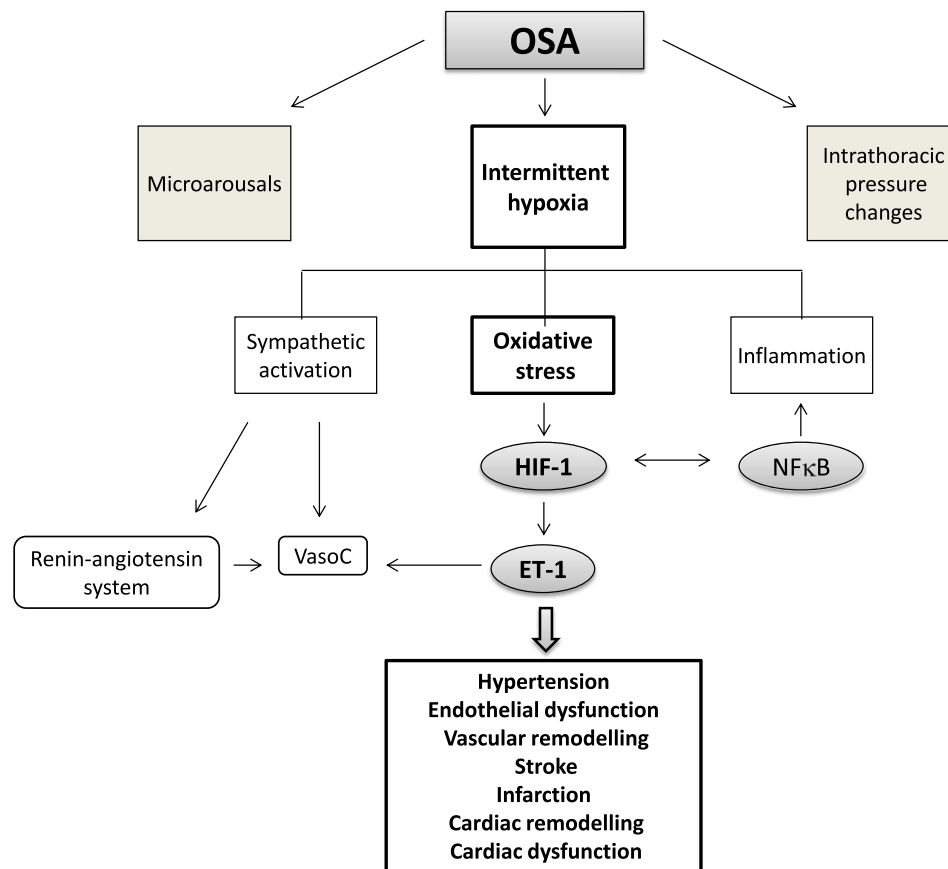 OSA
Microarousals
Intermittent
hypoxia
Intrathoracic
pressure
changes
Sympathetic
activation
Oxidative
stress
Inflammation
HIF-1
NFκB
Renin-angiotensin
system
VasoC
ET-1
Hypertension
Endothelial dysfunction
Vascular remodelling
Stroke
Infarction
Cardiac remodelling
Cardiac dysfunction